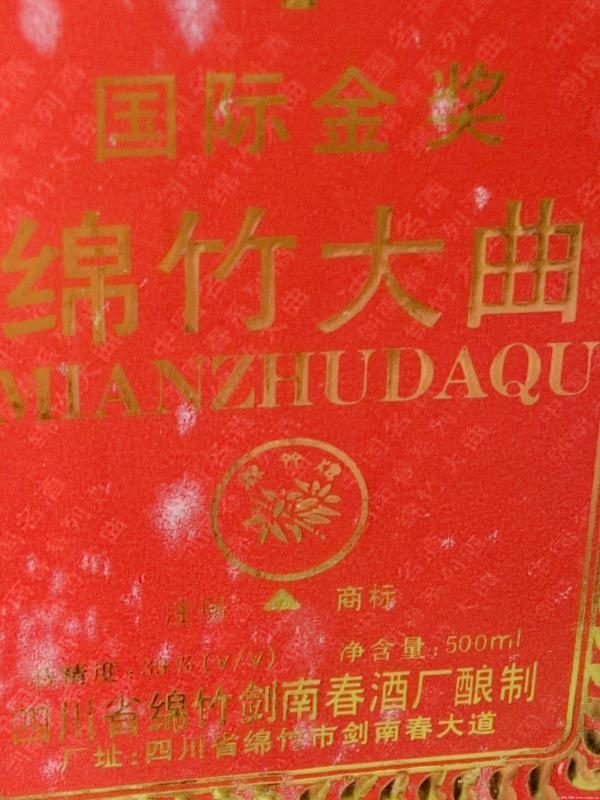 国际金奖
绵竹大曲
MIANZHUDAQU
注册 商标
净含量:500ml
四川省绵竹剑南春酒厂酿制
厂址:四川省绵竹市剑南春大道